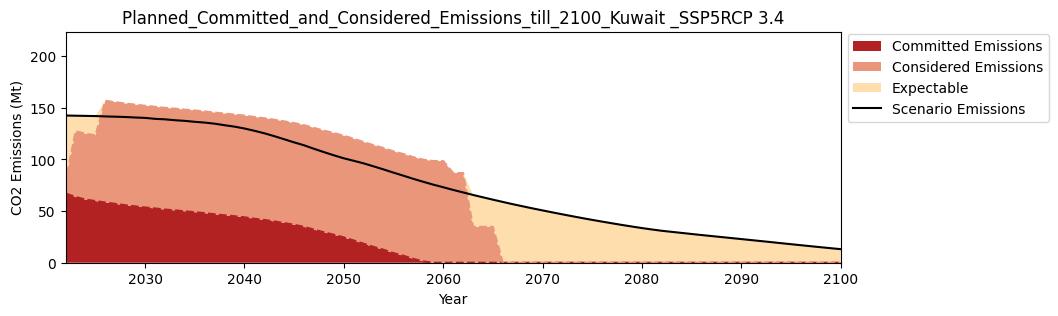 Planned_Committed_and_Considered_Emissions_till_2100_Kuwait _SSP5RCP 3.4
200
150
100
50
0
CO2 Emissions (Mt)
2030 2040 2050 2060 2070 2080 2090 2100
Year
Committed Emissions
Considered Emissions
Expectable
Scenario Emissions